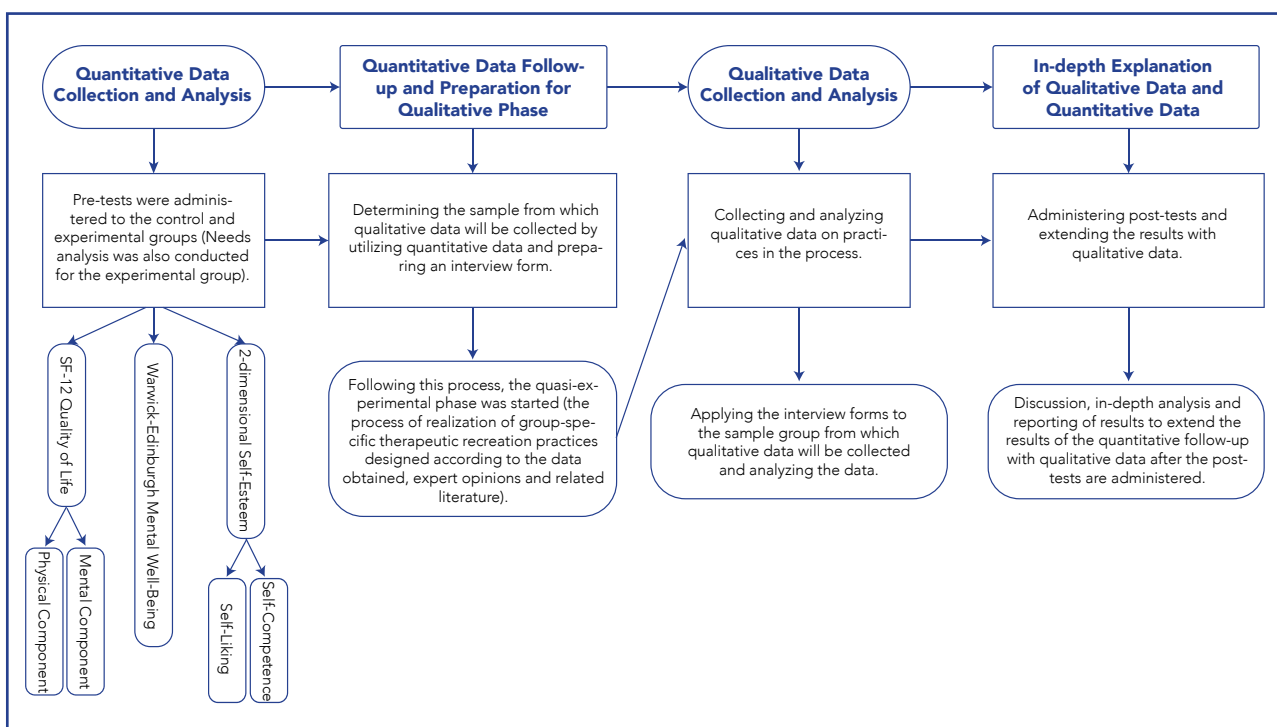 Quantitative Data
Collection and Analysis
Quantitative Data Follow-
up and Preparation for
Qualitative Phase
Qualitative Data
Collection and Analysis
In-depth Explanation
of Qualitative Data and
Quantitative Data
Pre-tests were adminis-
tered to the control and
experimental groups (Needs
analysis was also conducted
for the experimental group).
Determining the sample from which
qualitative data will be collected by
utilizing quantitative data and prepa-
ring an interview form.
Collecting and analyzing
qualitative data on practi-
ces in the process.
Administering post-tests and
extending the results with
qualitative data.
SF-12 Quality of Life
Warwick-Edinburgh Mental Well-Being
2-dimensional Self-Esteem
Following this process, the quasi-ex-
perimental phase was started (the
process of realization of group-spe-
cific therapeutic recreation practices
designed according to the data
obtained, expert opinions and related
literature).
Applying the interview forms to
the sample group from which
qualitative data will be collected
and analyzing the data.
Discussion, in-depth analysis and
reporting of results to extend the
results of the quantitative follow-up
with qualitative data after the post-
tests are administered.
Physical Component
Mental Component
Self-Liking
Self-Competence